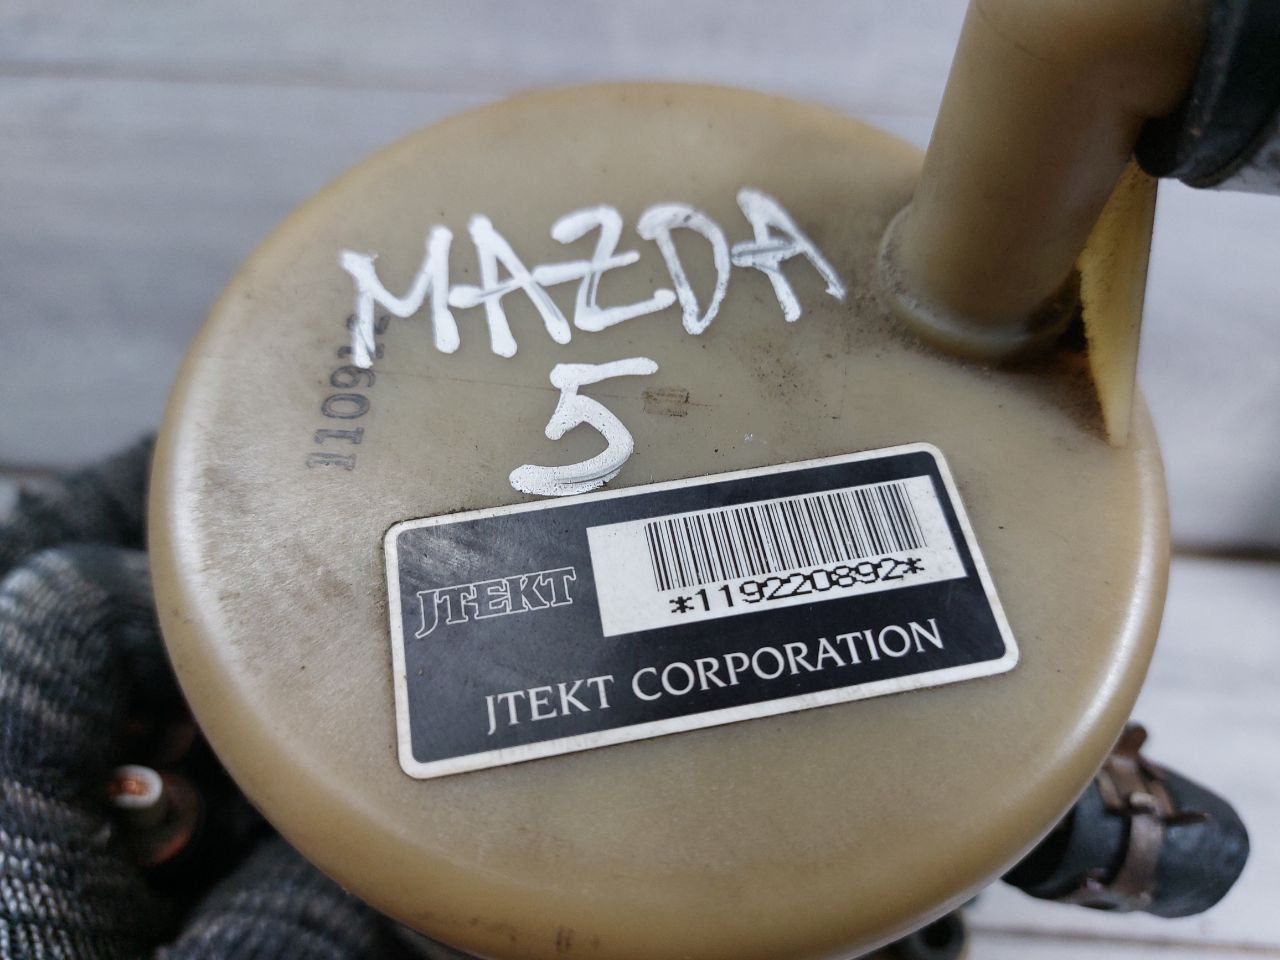 MAZDA
5
JTEKT
*119220892*
JTEKT CORPORATION